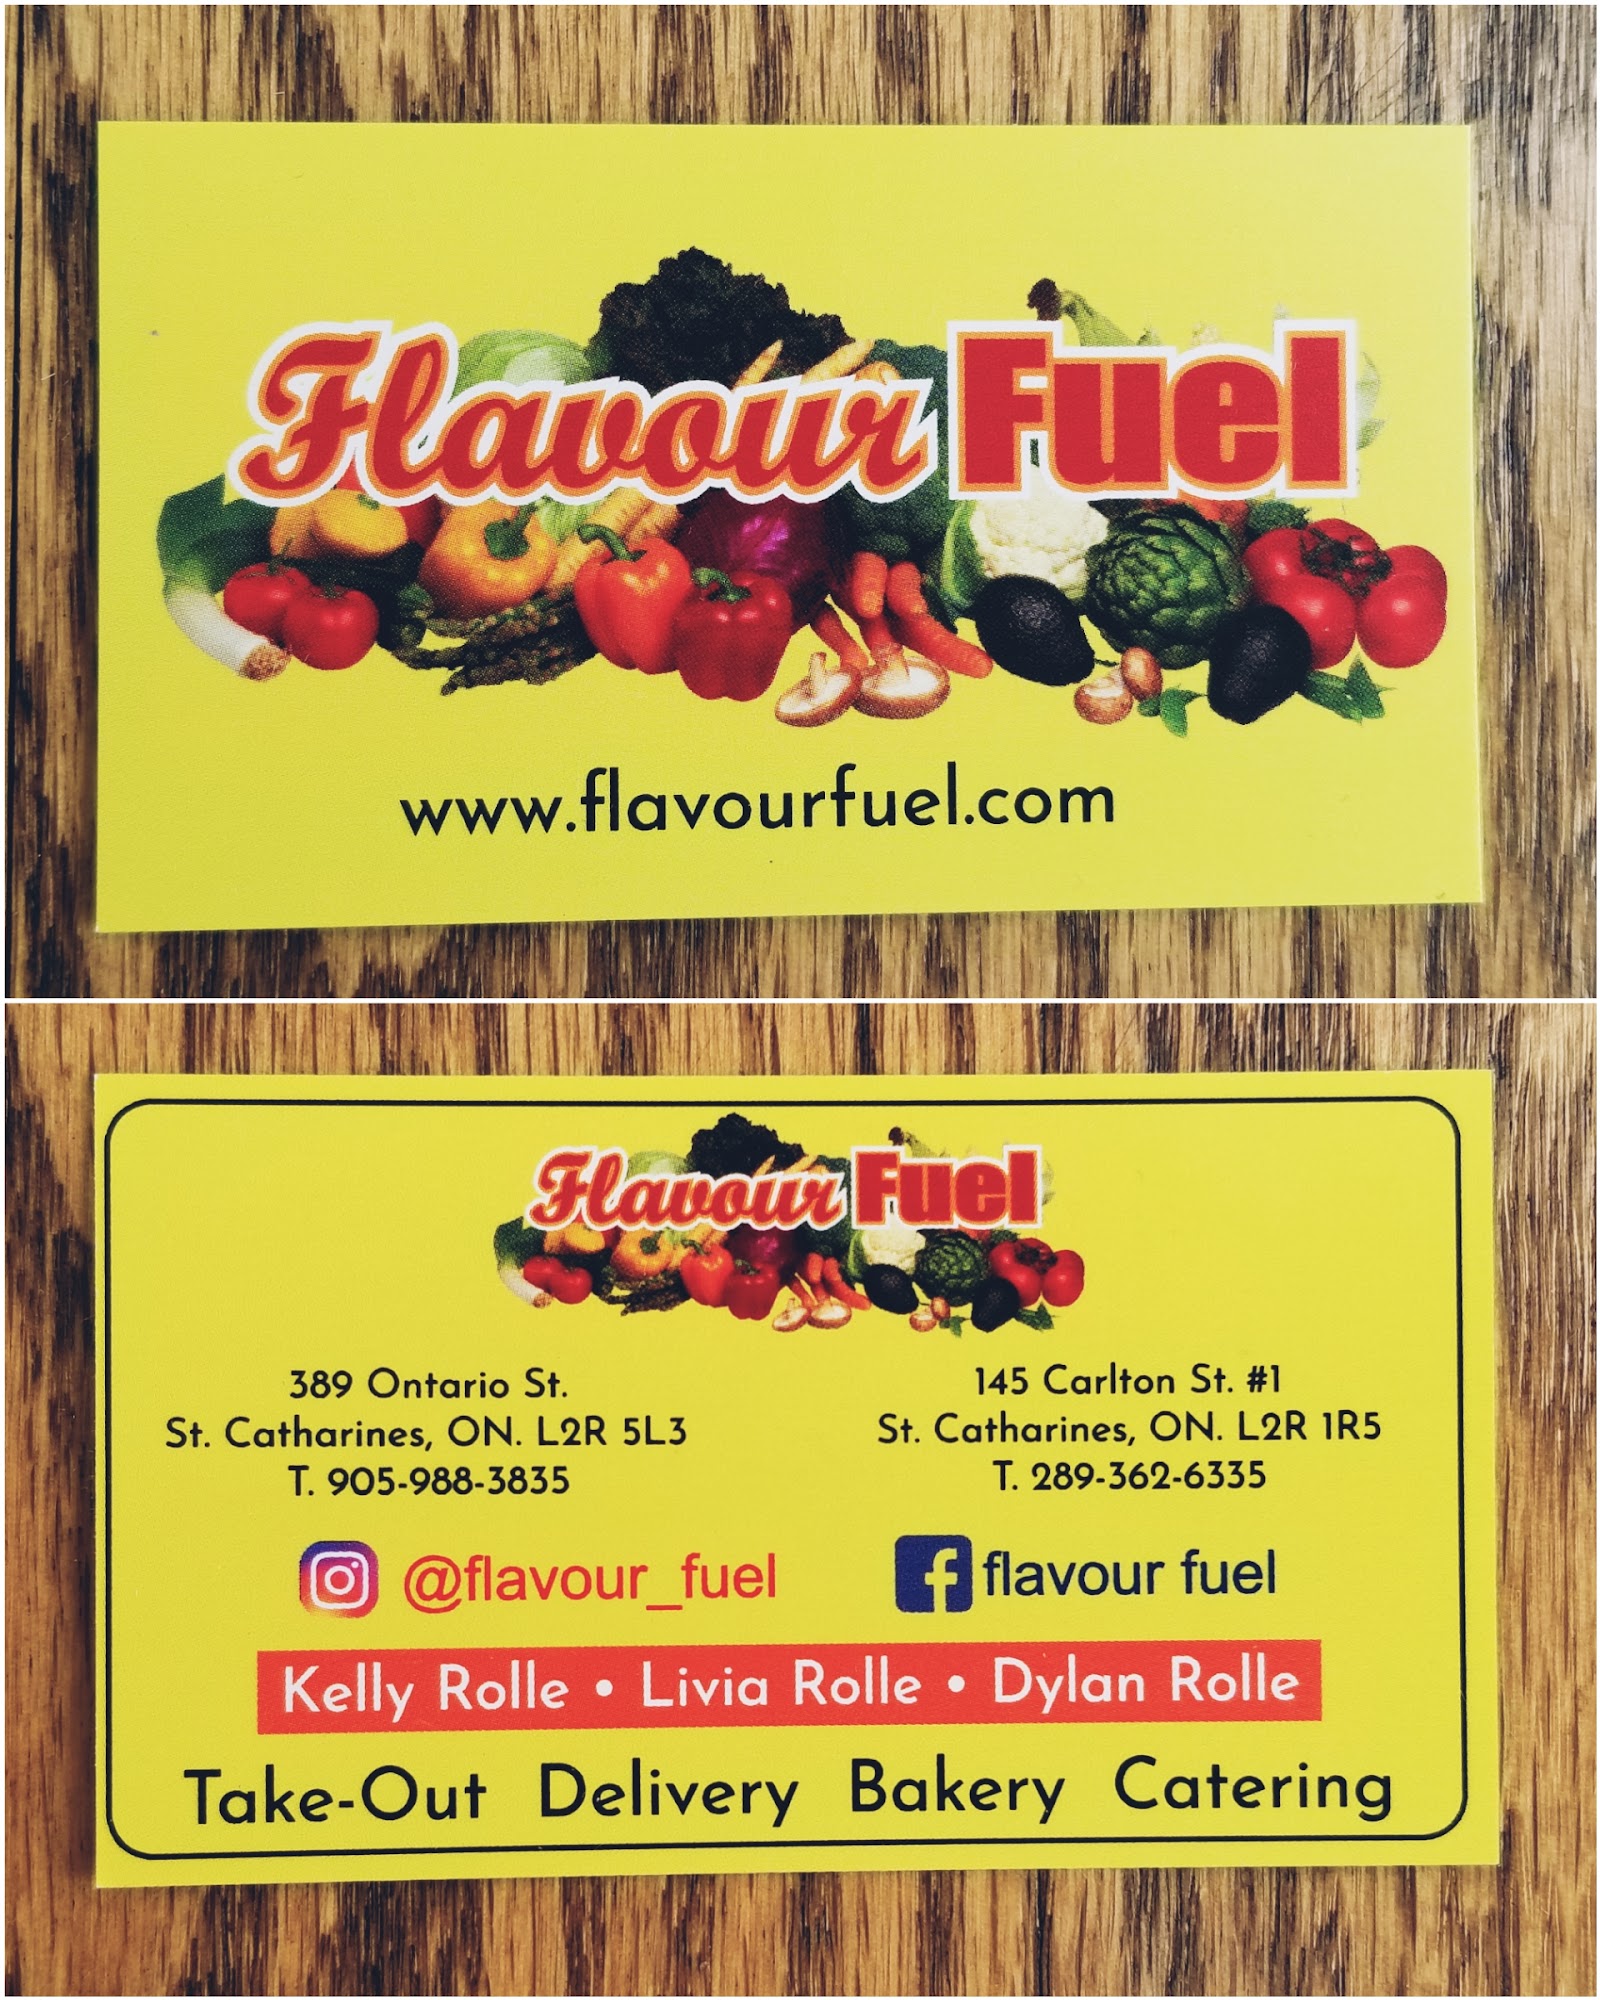 Flavour Fuel
www.flavourfuel.com
Flavour Fuel
389 Ontario St.
St. Catharines, ON. L2R 5L3
T. 905-988-3835
145 Carlton St. #1
St. Catharines, ON. L2R 1R5
T. 289-362-6335
@flavour_fuel
flavour fuel
Kelly Rolle • Livia Rolle • Dylan Rolle
Take-Out Delivery Bakery Catering